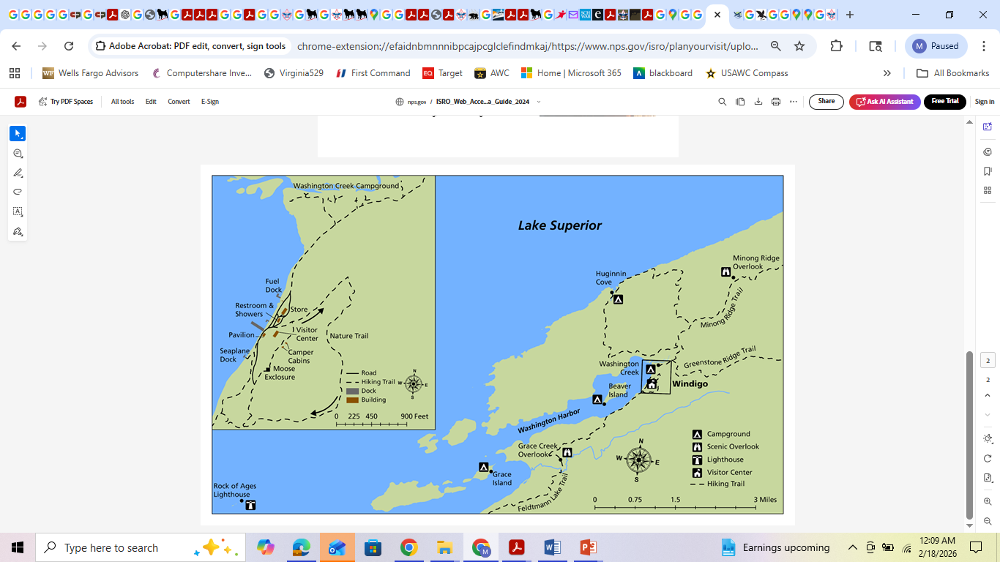 M
Paused
Adobe Acrobat: PDF edit, convert, sign tools
chrome-extension://efaidnbmnnnibpcajpcglclefindmkaj/https://www.nps.gov/isro/planyourvisit/uplo...
Wells Fargo Advisors
Computershare Inve...
Virginia529
First Command
Target
AWC
Home | Microsoft 365
blackboard
USAWC Compass
All Bookmarks
Try PDF Spaces
All tools
Edit
Convert
E-Sign
nps.gov / ISRO_Web_Acce...a_Guide_2024
Share
Ask AI Assistant
Free Trial
Sign in
Washington Creek Campground
Fuel
Dock
Restroom &
Showers
Store
Pavilion
Visitor
Center
Nature Trail
Seaplane
Dock
Camper
Cabins
Moose
Exclosure
Road
Hiking Trail
Dock
Building
N
W
E
S
0 225 450 900 Feet
Lake Superior
Minong Ridge
Overlook
Huginnin
Cove
Minong Ridge Trail
Washington
Creek
Greenstone Ridge Trail
Windigo
Beaver
Island
Washington Harbor
Grace Creek
Overlook
Grace
Island
Feldtmann Lake Trail
Rock of Ages
Lighthouse
N
W
E
S
Campground
Scenic Overlook
Lighthouse
Visitor Center
Hiking Trail
0 0.75 1.5 3 Miles
2
2
Type here to search
Earnings upcoming
12:09 AM
2/18/2026